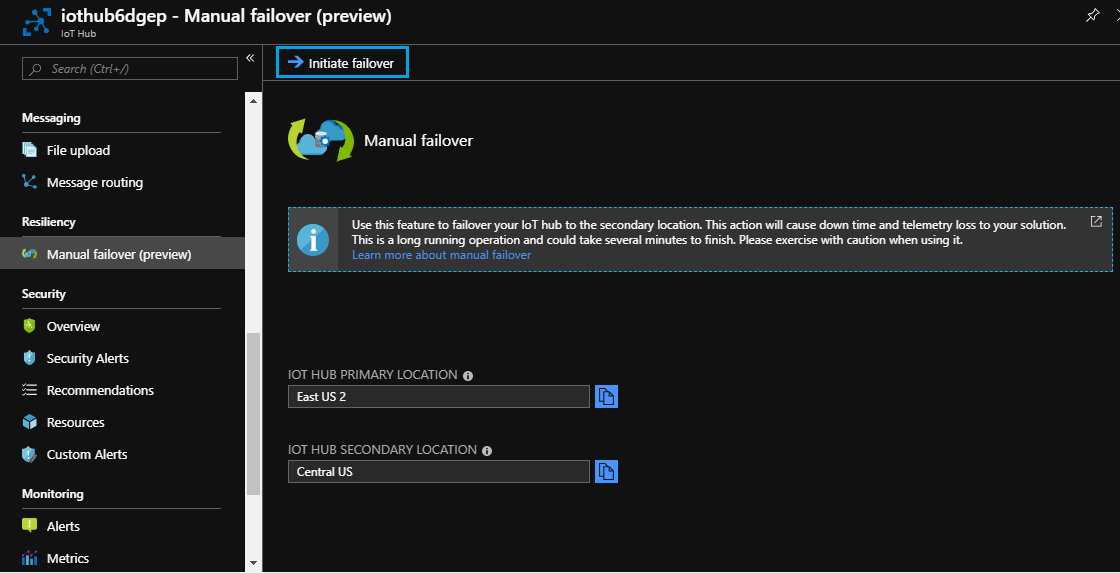 iothub6dgep - Manual failover (preview)
IoT Hub
Search (Ctrl+/)
«
Messaging
File upload
Message routing
Resiliency
Manual failover (preview)
Security
Overview
Security Alerts
Recommendations
Resources
Custom Alerts
Monitoring
Alerts
Metrics
Initiate failover
Manual failover
Use this feature to failover your IoT hub to the secondary location. This action will cause down time and telemetry loss to your solution.
This is a long running operation and could take several minutes to finish. Please exercise with caution when using it.
Learn more about manual failover
IOT HUB PRIMARY LOCATION
East US 2
IOT HUB SECONDARY LOCATION
Central US